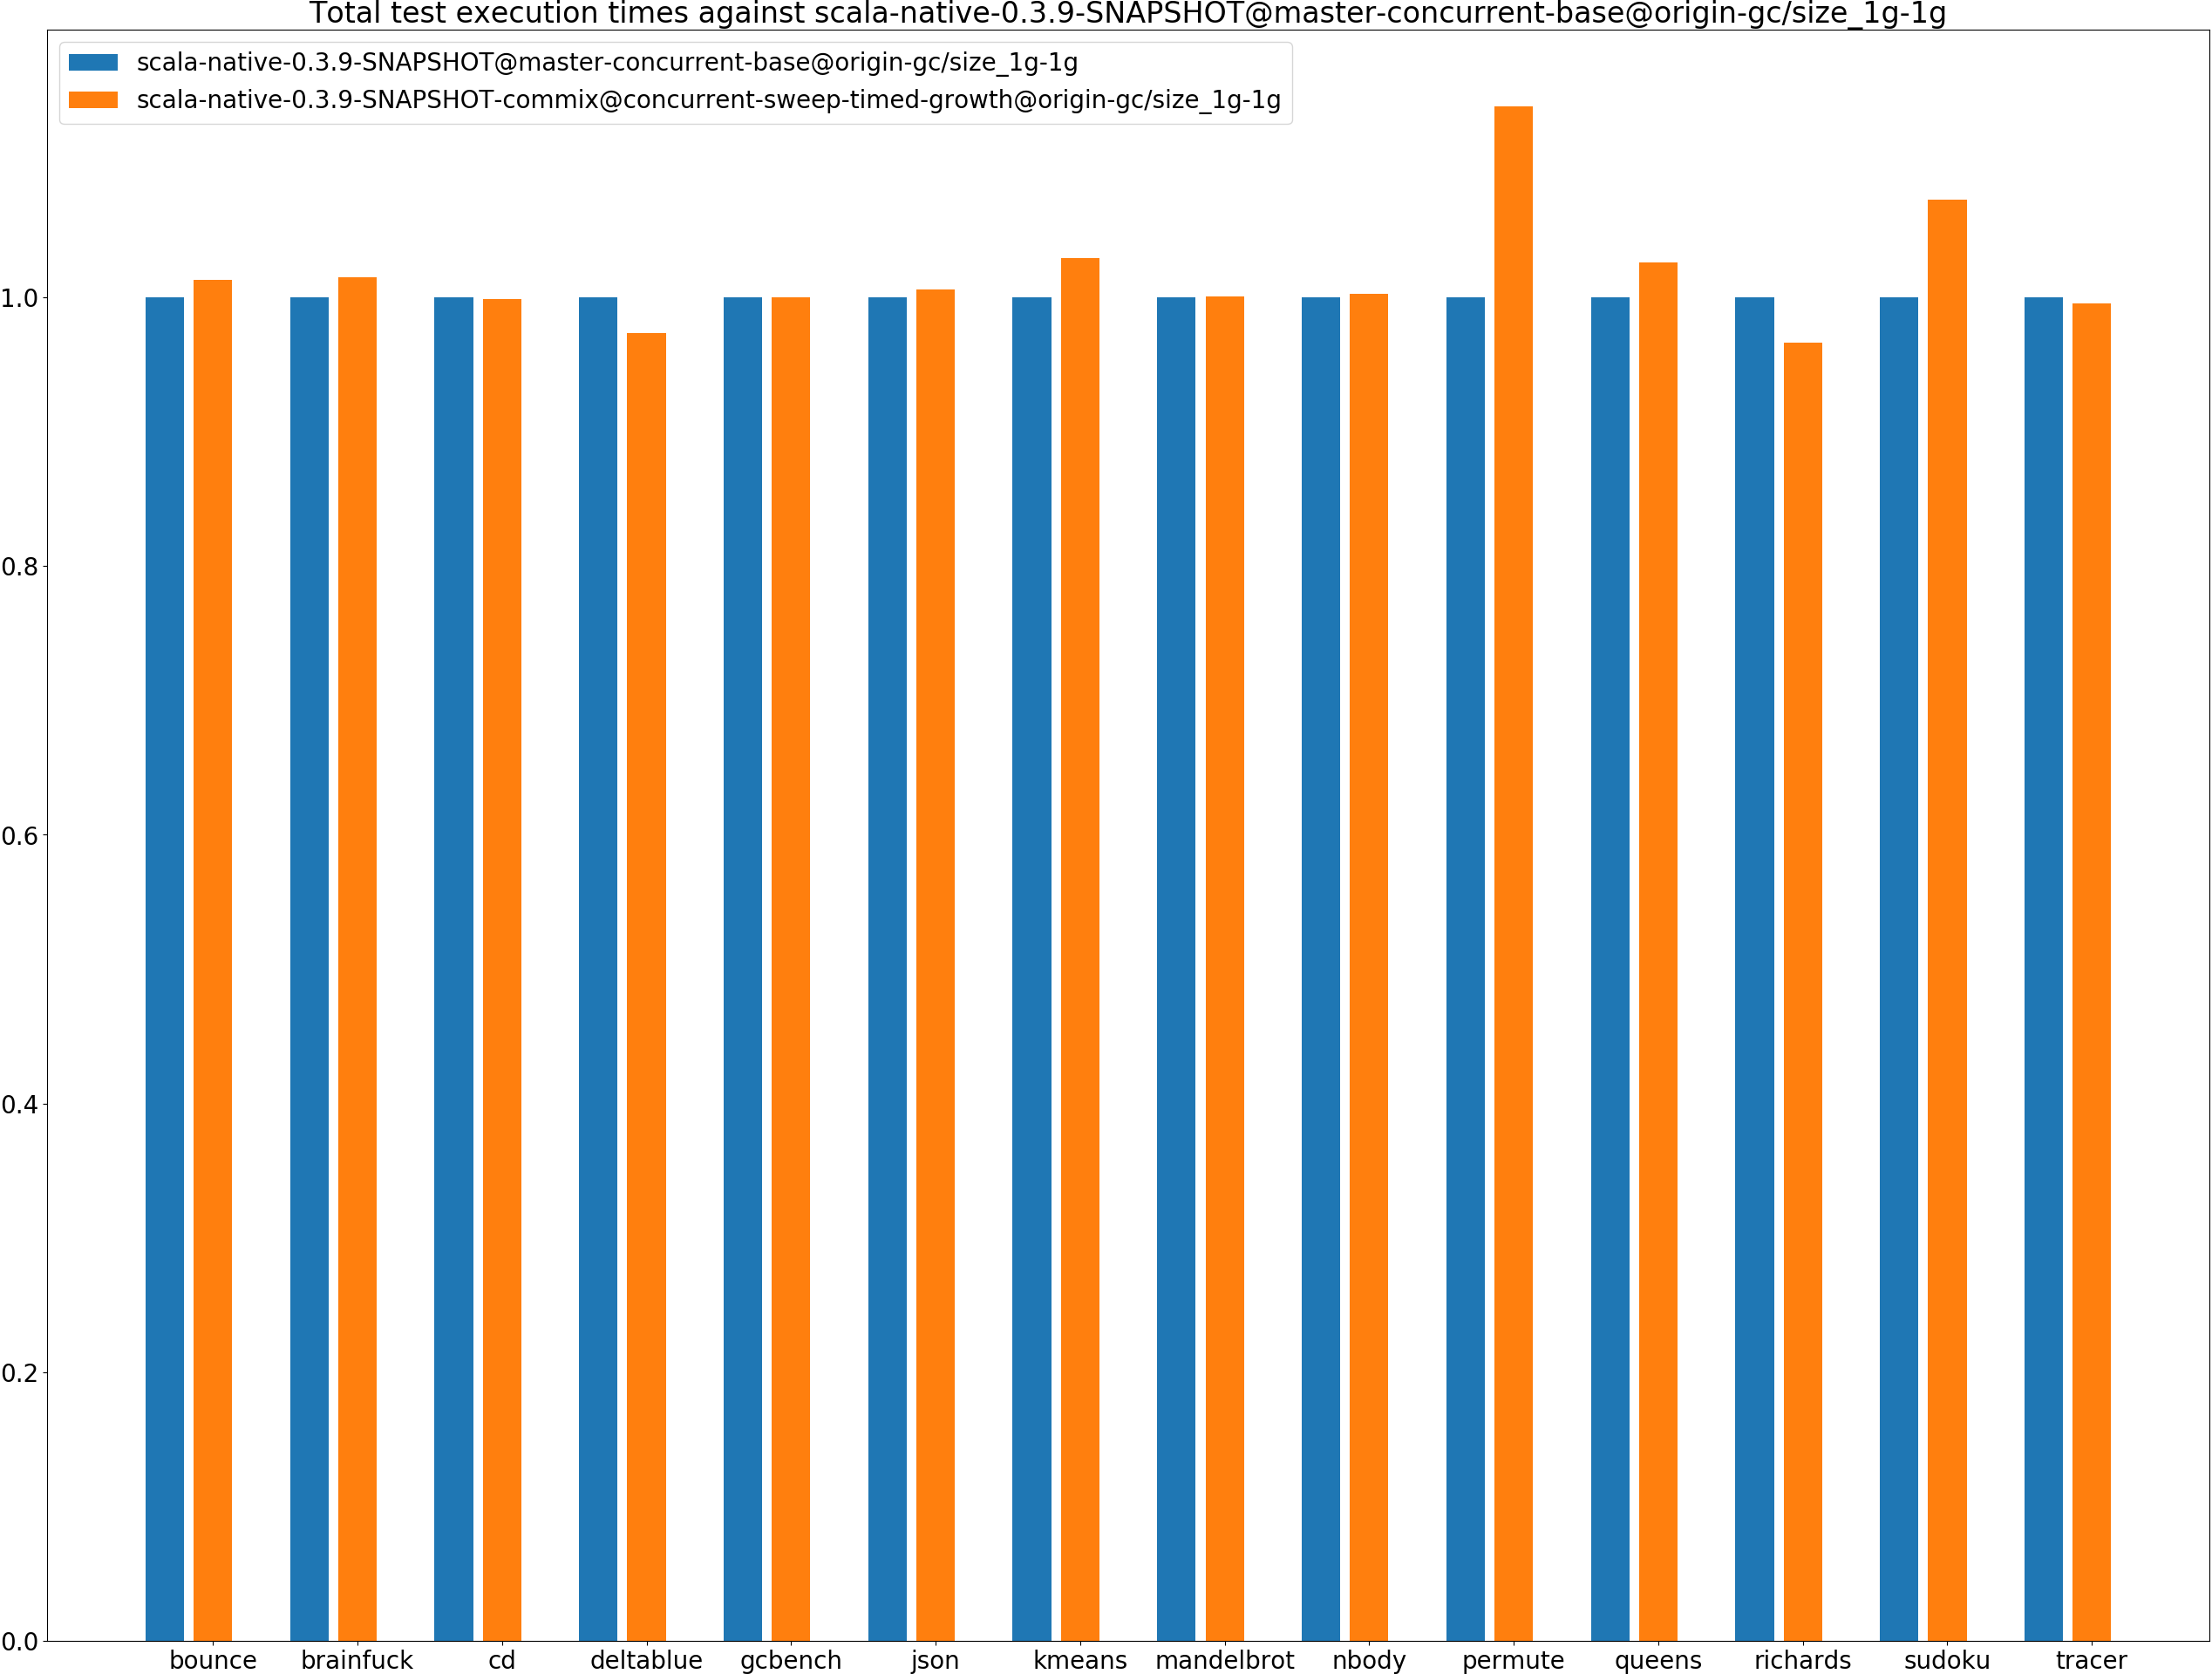 Total test execution times against scala-native-0.3.9-SNAPSHOT@master-concurrent-base@origin-gc/size_1g-1g
scala-native-0.3.9-SNAPSHOT@master-concurrent-base@origin-gc/size_1g-1g
scala-native-0.3.9-SNAPSHOT-commix@concurrent-sweep-timed-growth@origin-gc/size_1g-1g
1.0
0.8
0.6
0.4
0.2
0.0
bounce brainfuck cd deltablue gcbench json kmeans mandelbrot nbody permute queens richards sudoku tracer